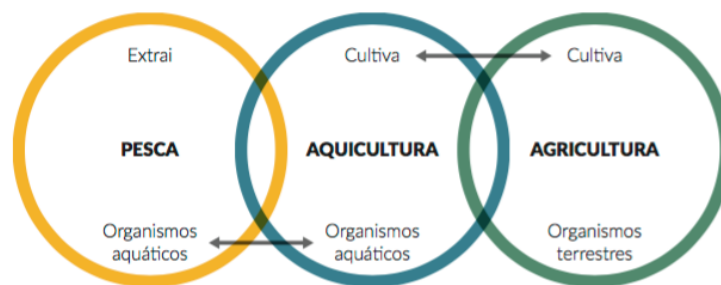 Extrai
Cultiva
Cultiva
PESCA
AQUICULTURA
AGRICULTURA
Organismos
aquáticos
Organismos
aquáticos
Organismos
terrestres